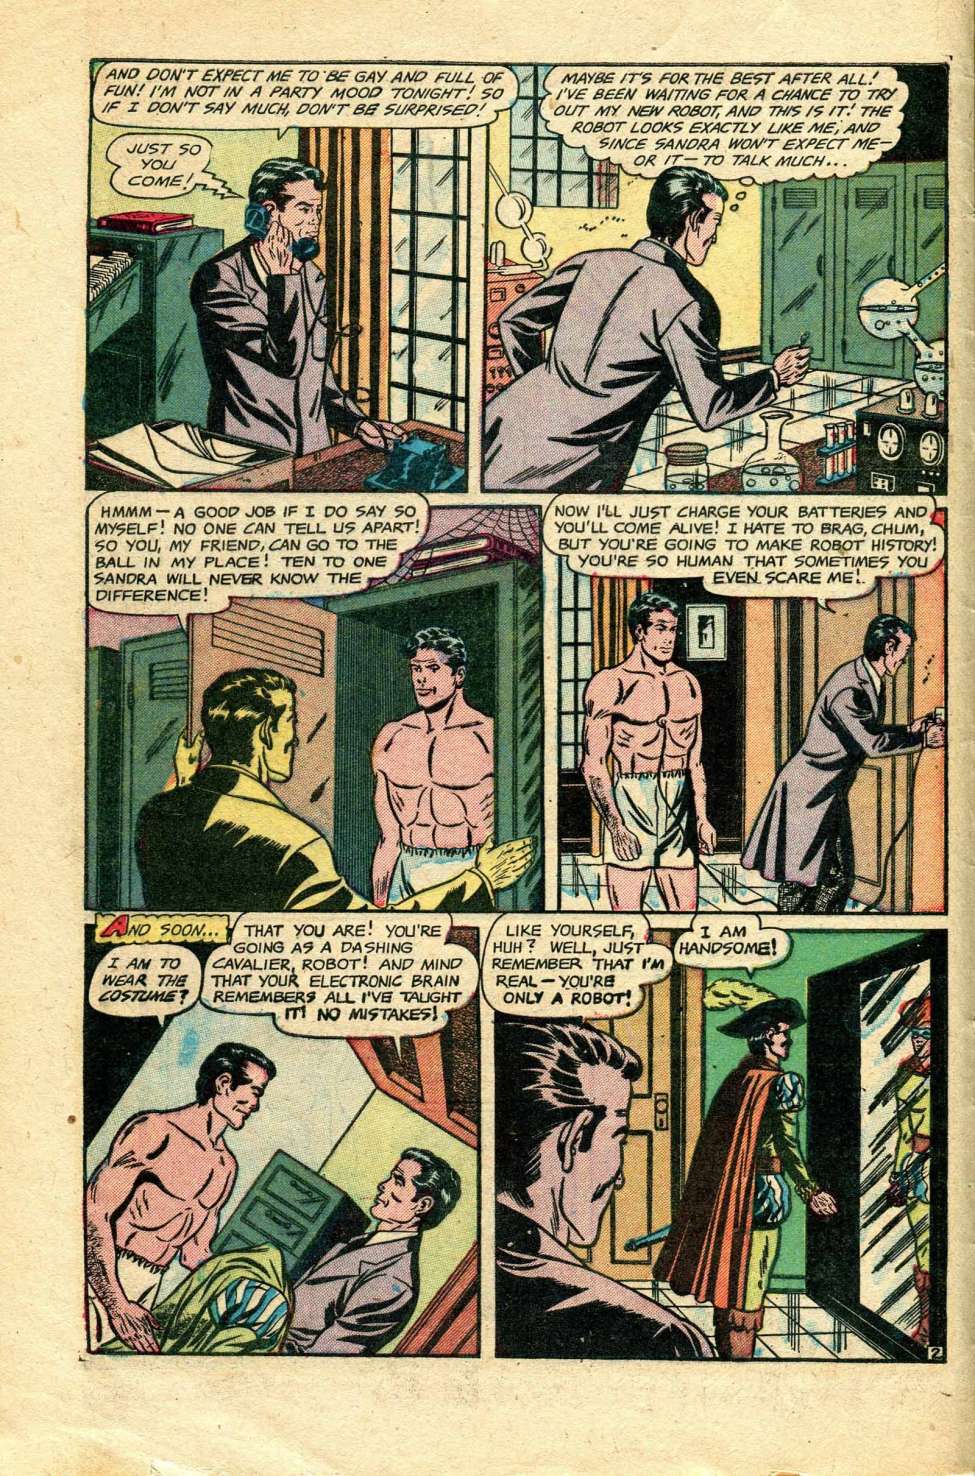 AND DON'T EXPECT ME TO BE GAY AND FULL OF
FUN! I'M NOT IN A PARTY MOOD TONIGHT! SO
IF I DON'T SAY MUCH, DON'T BE SURPRISED!
JUST SO
YOU
COME!
MAYBE IT'S FOR THE BEST AFTER ALL!
I'VE BEEN WAITING FOR A CHANCE TO TRY
OUT MY NEW ROBOT, AND THIS IS IT! THE
ROBOT LOOKS EXACTLY LIKE ME, AND
SINCE SANDRA WON'T EXPECT ME—
OR IT—TO TALK MUCH...
HMMM—A GOOD JOB IF I DO SAY SO
MYSELF! NO ONE CAN TELL US APART!
SO YOU, MY FRIEND, CAN GO TO THE
BALL IN MY PLACE! TEN TO ONE
SANDRA WILL NEVER KNOW THE
DIFFERENCE!
NOW I'LL JUST CHARGE YOUR BATTERIES AND
YOU'LL COME ALIVE! I HATE TO BRAG, CHUM,
BUT YOU'RE GOING TO MAKE ROBOT HISTORY!
YOU'RE SO HUMAN THAT SOMETIMES YOU
EVEN SCARE ME!
AND SOON...
I AM TO
WEAR THE
COSTUME?
THAT YOU ARE! YOU'RE
GOING AS A DASHING
CAVALIER, ROBOT! AND MIND
THAT YOUR ELECTRONIC BRAIN
REMEMBERS ALL I'VE TAUGHT
IT! NO MISTAKES!
LIKE YOURSELF,
HUH? WELL, JUST
REMEMBER THAT I'M
REAL—YOU'RE
ONLY A ROBOT!
I AM
HANDSOME!
2